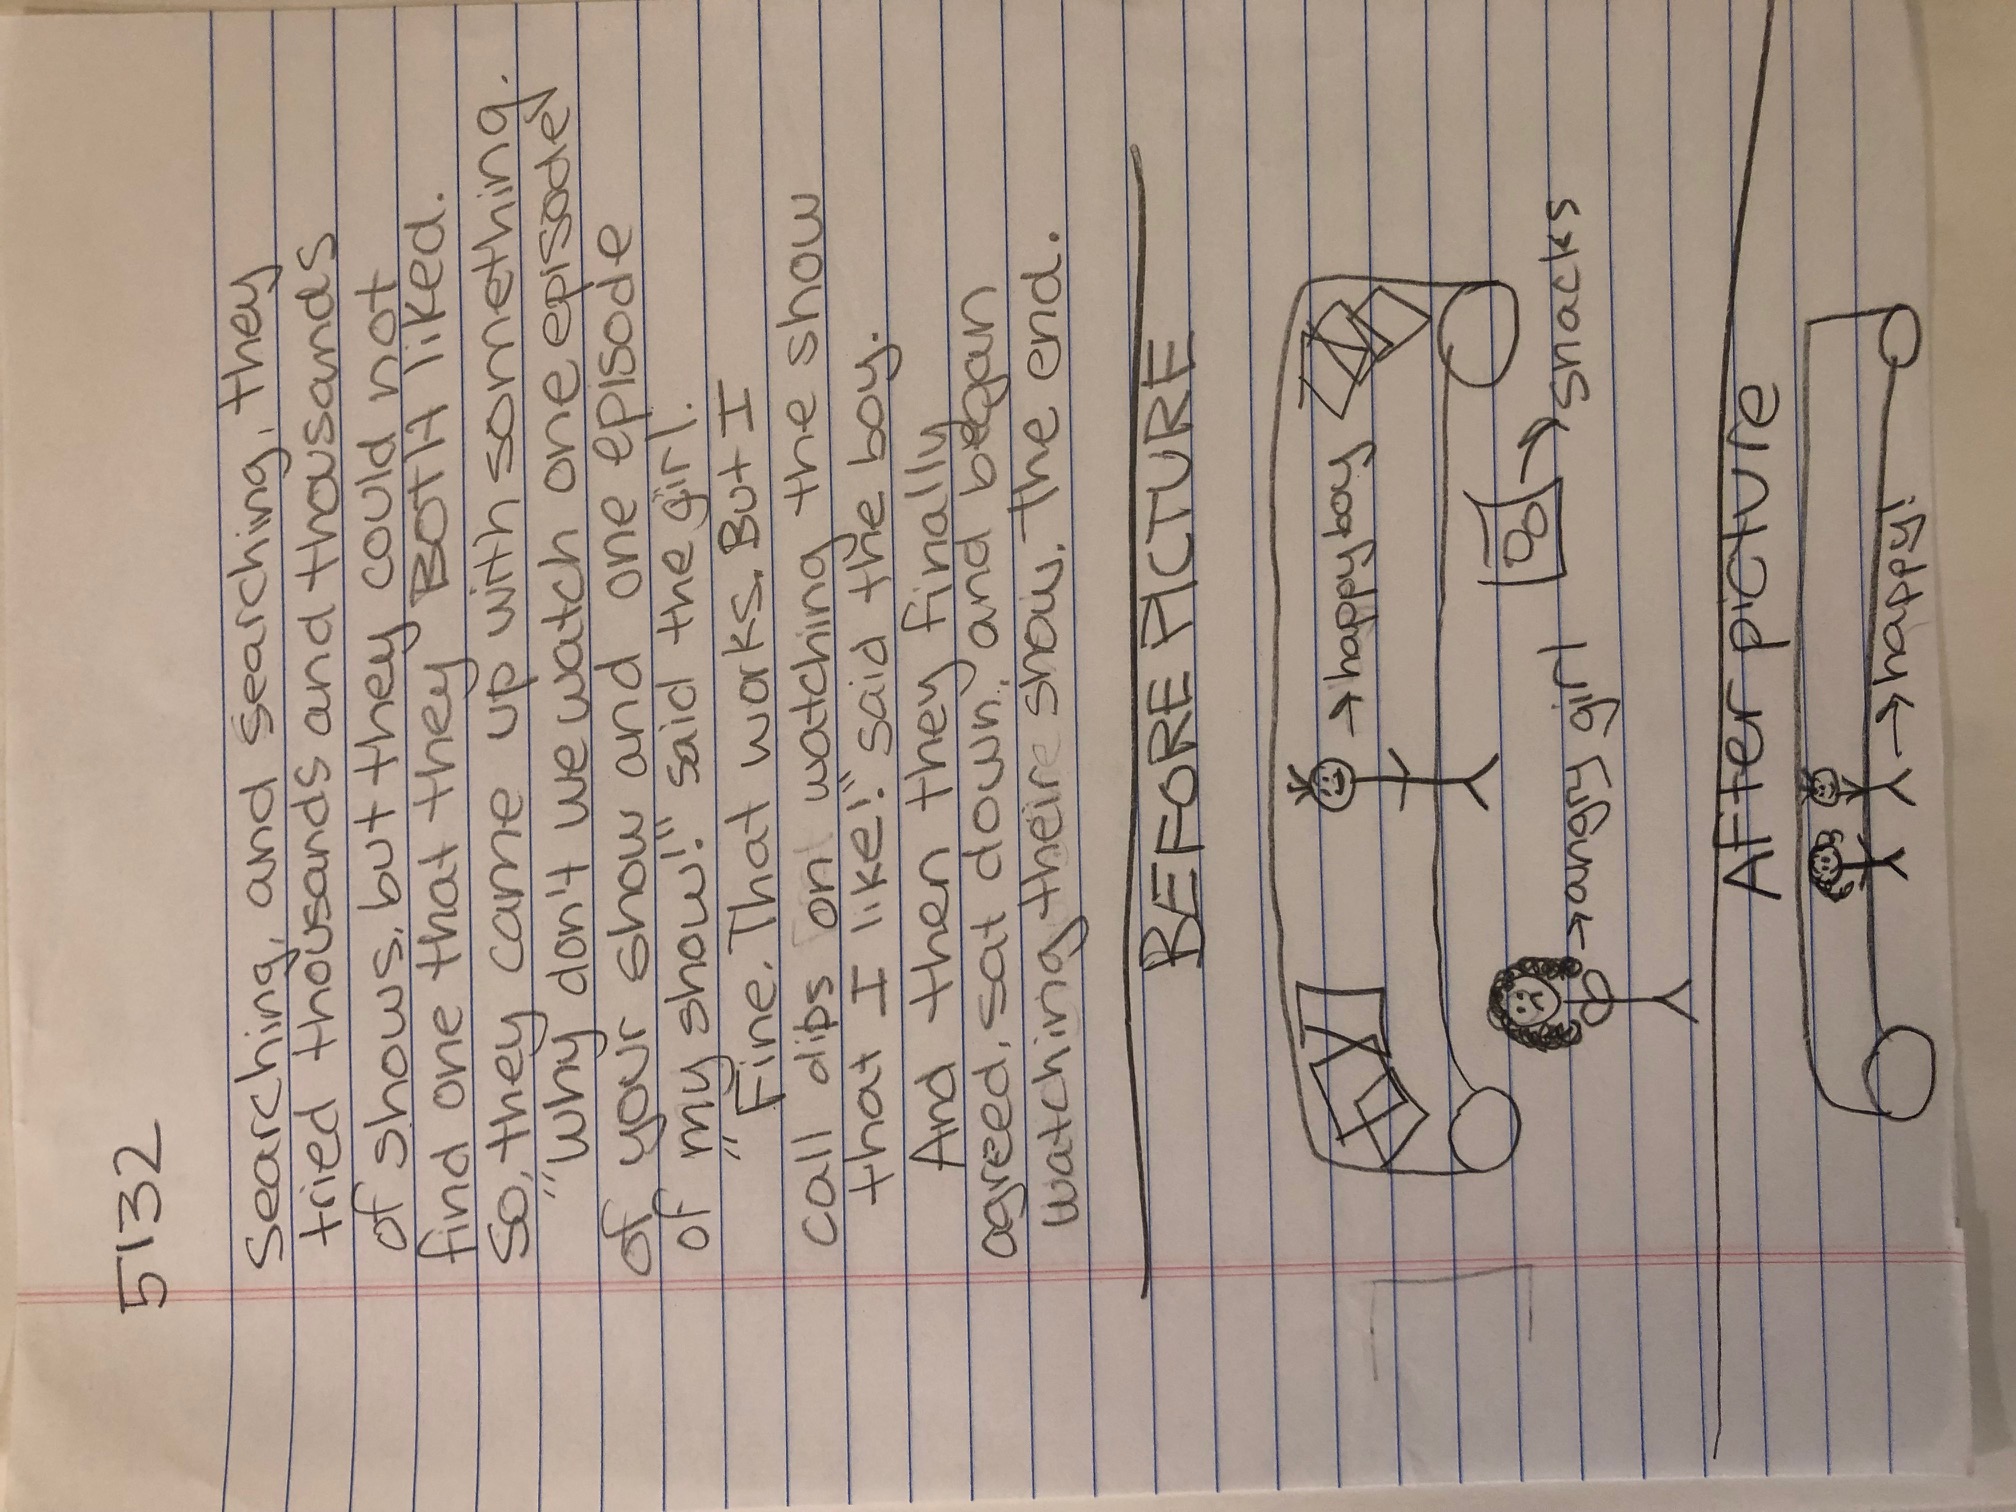 5132
Searching, and searching, they
tried thousands and thousands
of shows, but they could not
find one that they BOTH liked.
So, they came up with something.
"Why don't we watch one episode
of your show and one episode
of my show!" said the girl.
"Fine. That works. But I
call dibs on watching the show
that I like!" said the boy.
And then they finally
agreed, sat down, and began
watching their show. The end.
BEFORE PICTURE
→happy boy
→angry girl
→snacks
After picture
→happy!